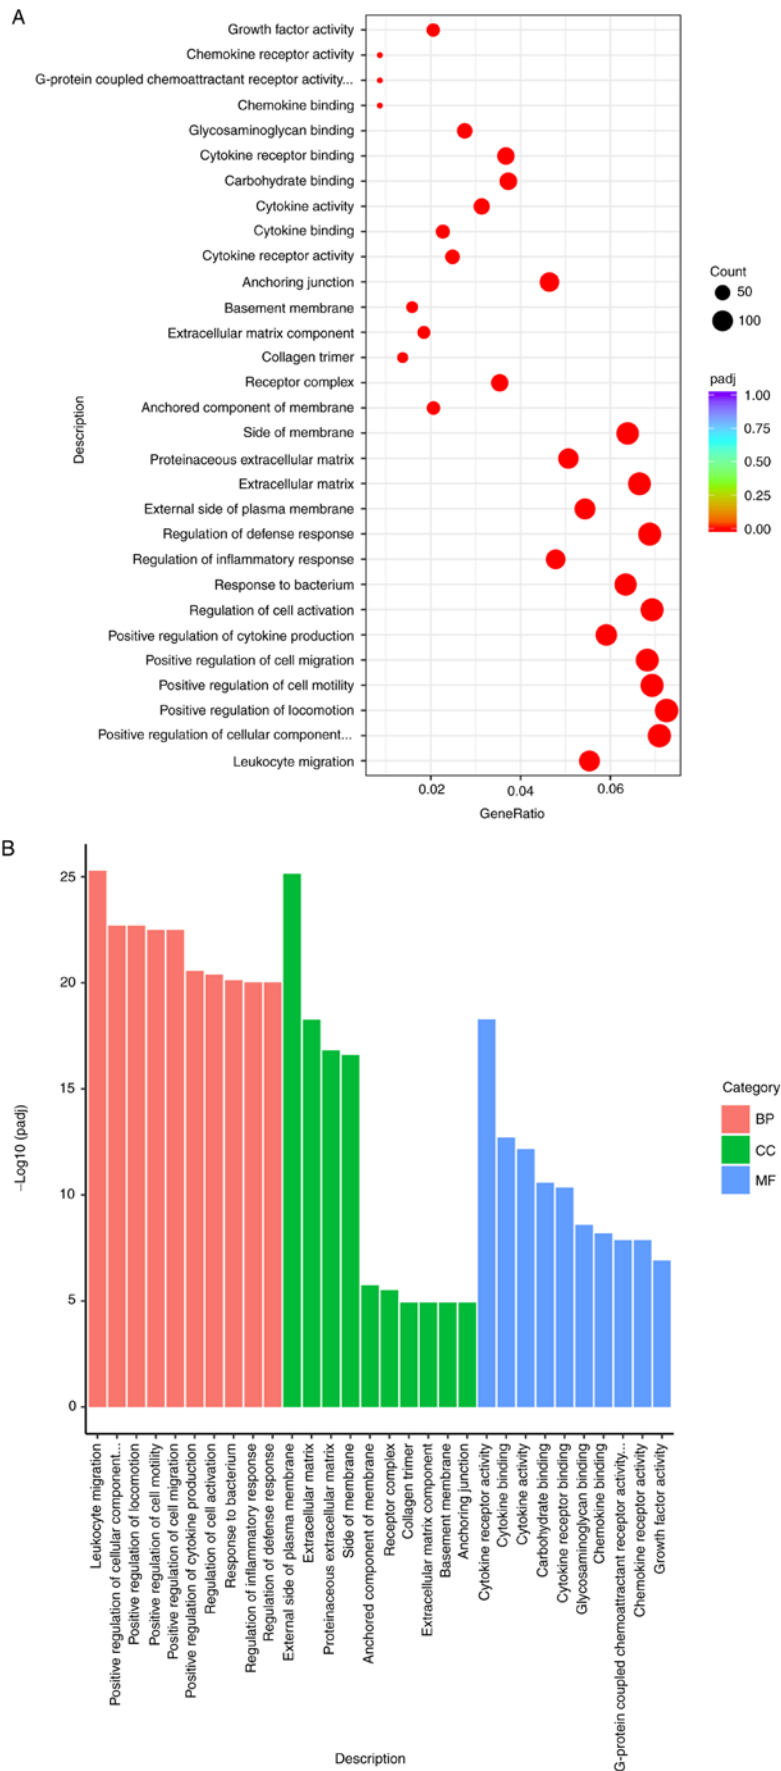 A
Growth factor activity
Chemokine receptor activity
G-protein coupled chemoattractant receptor activity...
Chemokine binding
Glycosaminoglycan binding
Cytokine receptor binding
Carbohydrate binding
Cytokine activity
Cytokine binding
Cytokine receptor activity
Anchoring junction
Basement membrane
Extracellular matrix component
Collagen trimer
Receptor complex
Anchored component of membrane
Side of membrane
Proteinaceous extracellular matrix
Extracellular matrix
External side of plasma membrane
Regulation of defense response
Regulation of inflammatory response
Response to bacterium
Regulation of cell activation
Positive regulation of cytokine production
Positive regulation of cell migration
Positive regulation of cell motility
Positive regulation of locomotion
Positive regulation of cellular component...
Leukocyte migration
Description
0.02 0.04 0.06
GeneRatio
Count
50
100
padj
1.00
0.75
0.50
0.25
0.00
B
25
20
15
10
5
0
−Log10 (padj)
Category
BP
CC
MF
Leukocyte migration
Positive regulation of cellular component...
Positive regulation of locomotion
Positive regulation of cell motility
Positive regulation of cell migration
Positive regulation of cytokine production
Regulation of cell activation
Response to bacterium
Regulation of inflammatory response
Regulation of defense response
External side of plasma membrane
Extracellular matrix
Proteinaceous extracellular matrix
Side of membrane
Anchored component of membrane
Receptor complex
Collagen trimer
Extracellular matrix component
Basement membrane
Anchoring junction
Cytokine receptor activity
Cytokine binding
Cytokine activity
Carbohydrate binding
Cytokine receptor binding
Glycosaminoglycan binding
Chemokine binding
G-protein coupled chemoattractant receptor activity...
Chemokine receptor activity
Growth factor activity
Description